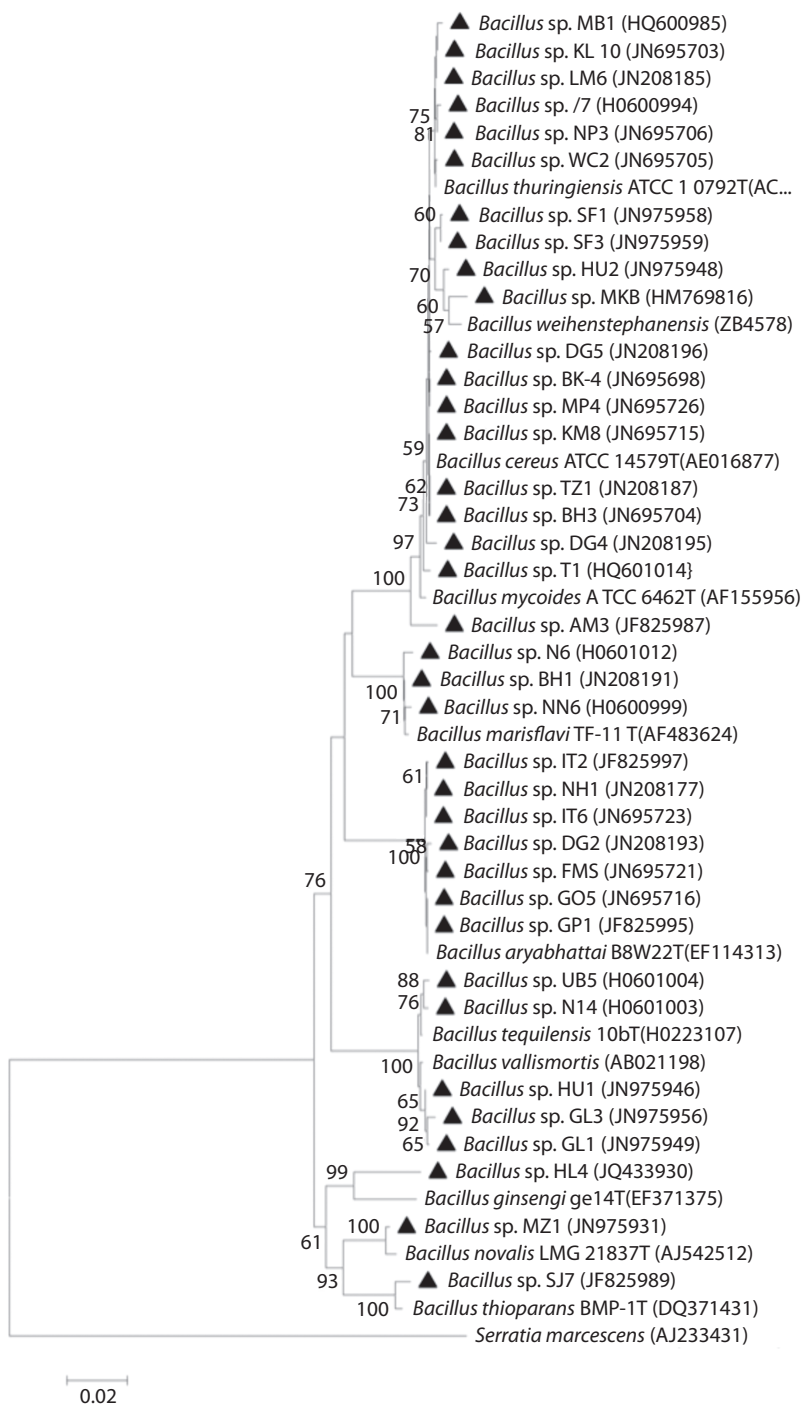 Bacillus sp. MB1 (HQ600985)
Bacillus sp. KL 10 (JN695703)
Bacillus sp. LM6 (JN208185)
Bacillus sp. /7 (H0600994)
75
81
Bacillus sp. NP3 (JN695706)
Bacillus sp. WC2 (JN695705)
Bacillus thuringiensis ATCC 1 0792T(AC...
60
Bacillus sp. SF1 (JN975958)
Bacillus sp. SF3 (JN975959)
70
Bacillus sp. HU2 (JN975948)
Bacillus sp. MKB (HM769816)
60
57
Bacillus weihenstephanensis (ZB4578)
Bacillus sp. DG5 (JN208196)
Bacillus sp. BK-4 (JN695698)
Bacillus sp. MP4 (JN695726)
Bacillus sp. KM8 (JN695715)
59
Bacillus cereus ATCC 14579T(AE016877)
62
Bacillus sp. TZ1 (JN208187)
73
Bacillus sp. BH3 (JN695704)
97
Bacillus sp. DG4 (JN208195)
100
Bacillus sp. T1 (HQ601014}
Bacillus mycoides A TCC 6462T (AF155956)
Bacillus sp. AM3 (JF825987)
Bacillus sp. N6 (H0601012)
Bacillus sp. BH1 (JN208191)
100
Bacillus sp. NN6 (H0600999)
71
Bacillus marisflavi TF-11 T(AF483624)
Bacillus sp. IT2 (JF825997)
61
Bacillus sp. NH1 (JN208177)
Bacillus sp. IT6 (JN695723)
58
Bacillus sp. DG2 (JN208193)
100
Bacillus sp. FMS (JN695721)
76
Bacillus sp. GO5 (JN695716)
Bacillus sp. GP1 (JF825995)
Bacillus aryabhattai B8W22T(EF114313)
88
Bacillus sp. UB5 (H0601004)
76
Bacillus sp. N14 (H0601003)
Bacillus tequilensis 10bT(H0223107)
100
Bacillus vallismortis (AB021198)
Bacillus sp. HU1 (JN975946)
65
Bacillus sp. GL3 (JN975956)
92
65
Bacillus sp. GL1 (JN975949)
99
Bacillus sp. HL4 (JQ433930)
Bacillus ginsengi ge14T(EF371375)
100
Bacillus sp. MZ1 (JN975931)
61
Bacillus novalis LMG 21837T (AJ542512)
93
Bacillus sp. SJ7 (JF825989)
100
Bacillus thioparans BMP-1T (DQ371431)
Serratia marcescens (AJ233431)
0.02